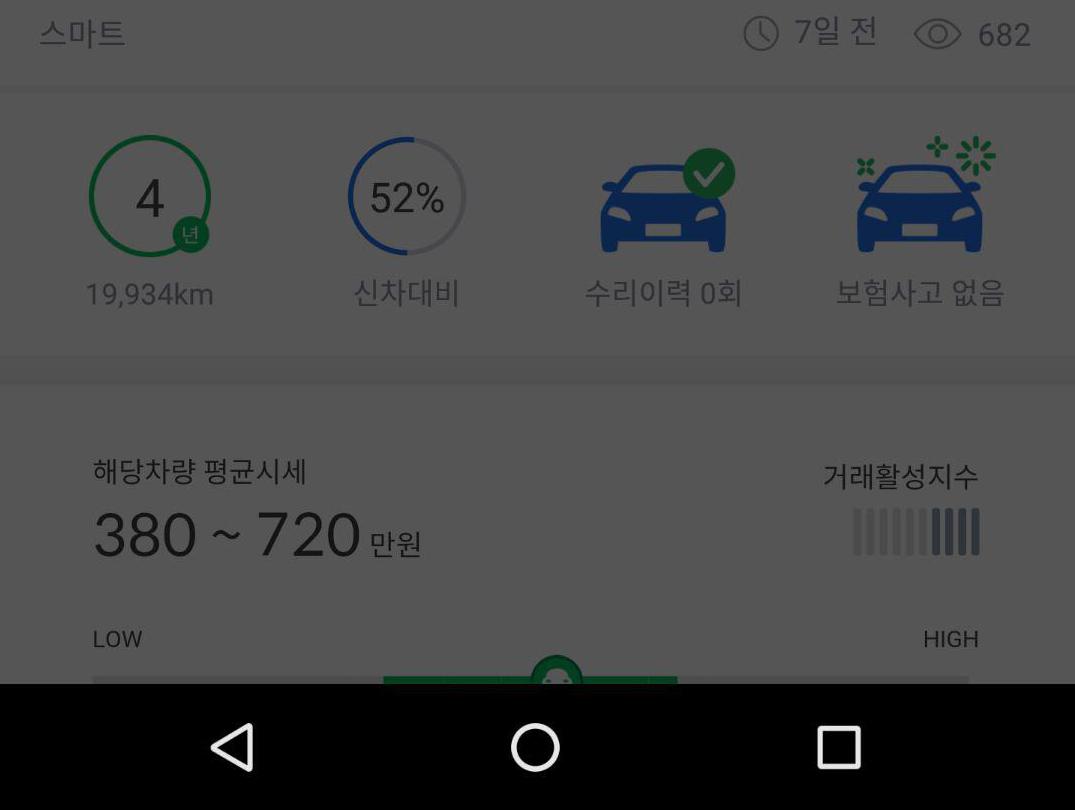 스마트 7일 전 682
4 년 52%
19,934km 신차대비 수리이력 0회 보험사고 없음
해당차량 평균시세 거래활성지수
380 ~ 720 만원
LOW HIGH